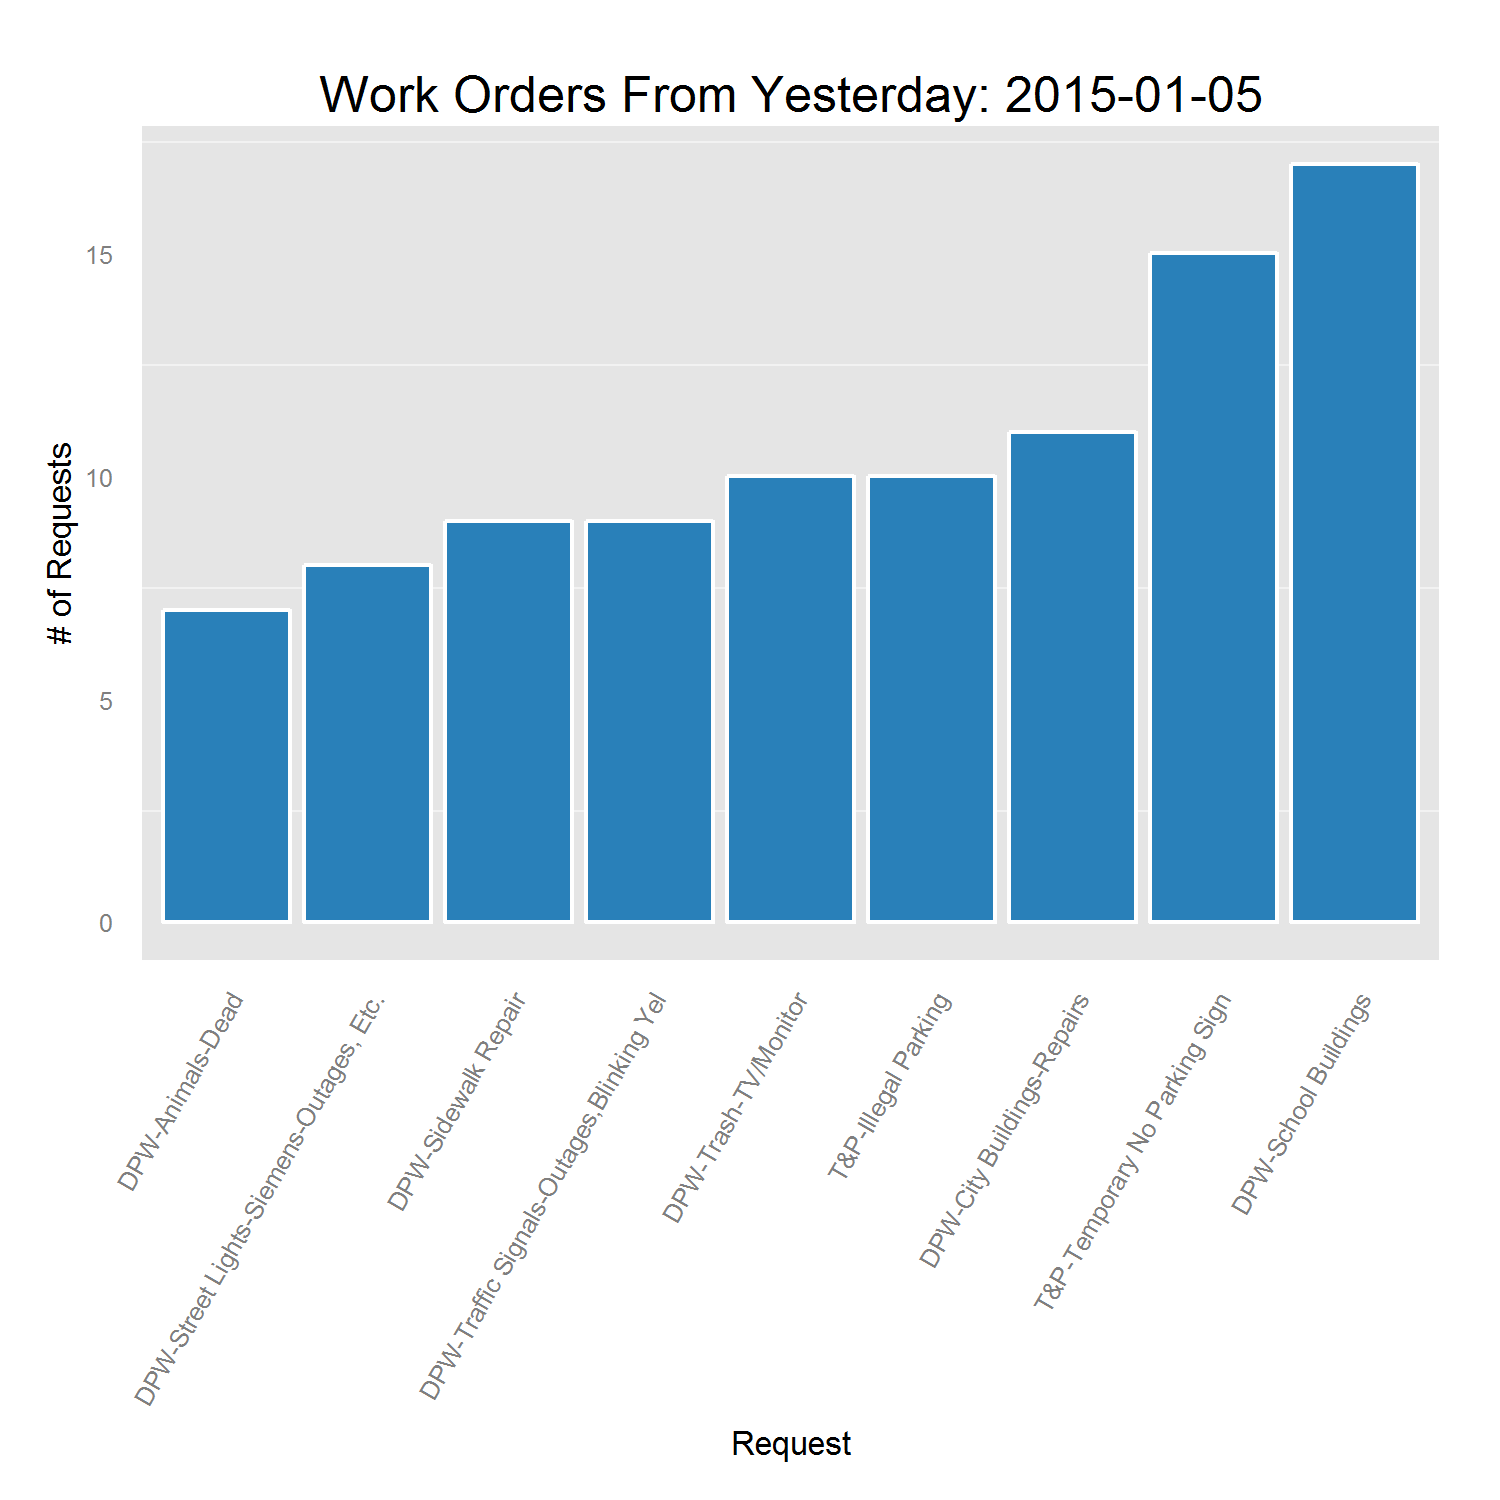 Work Orders From Yesterday: 2015-01-05
# of Requests
15
10
5
0
DPW-Animals-Dead
DPW-Street Lights-Siemens-Outages, Etc.
DPW-Sidewalk Repair
DPW-Traffic Signals-Outages,Blinking Yel
DPW-Trash-TV/Monitor
T&P-Illegal Parking
DPW-City Buildings-Repairs
T&P-Temporary No Parking Sign
DPW-School Buildings
Request